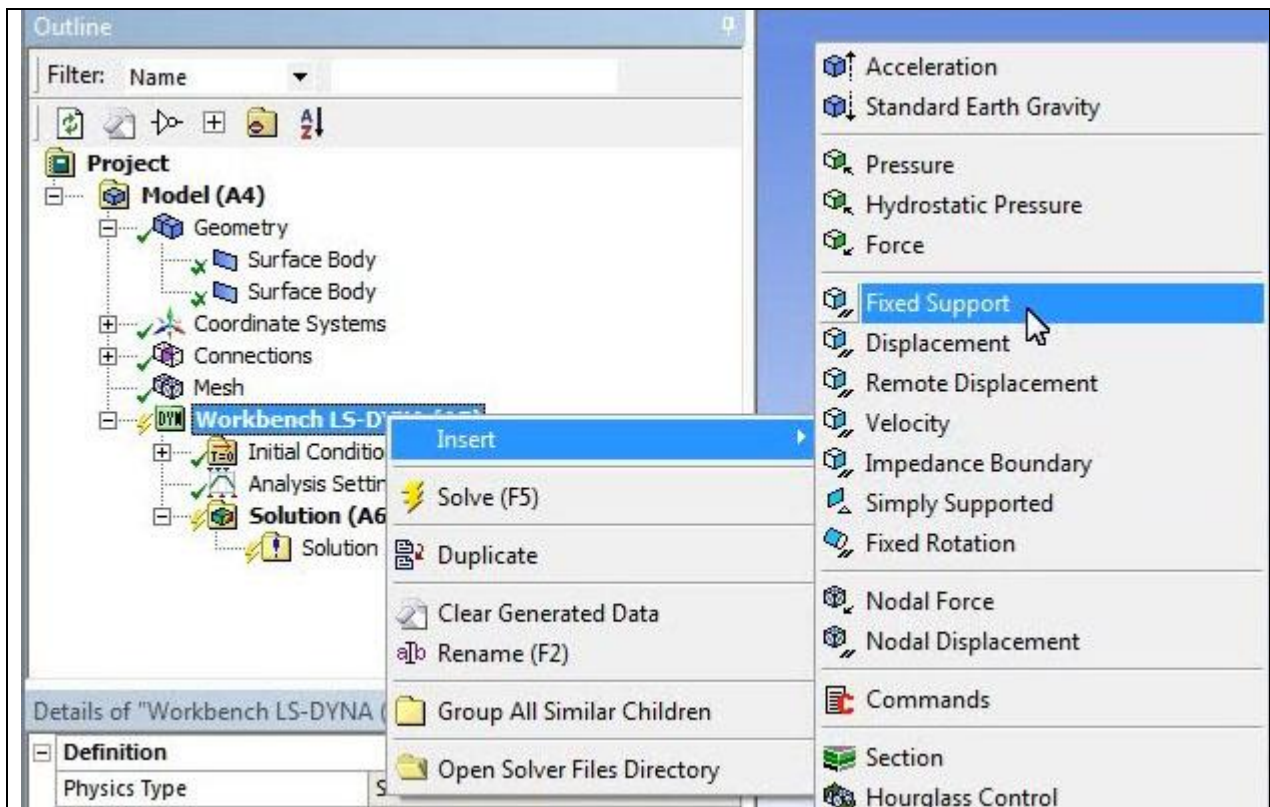 Outline
Filter: Name
Project
Model (A4)
Geometry
Surface Body
Surface Body
Coordinate Systems
Connections
Mesh
Workbench LS-D
Initial Conditio
Analysis Settin
Solution (A6
Solution
Details of "Workbench LS-DYNA (
Definition
Physics Type S
Insert
Solve (F5)
Duplicate
Clear Generated Data
Rename (F2)
Group All Similar Children
Open Solver Files Directory
Acceleration
Standard Earth Gravity
Pressure
Hydrostatic Pressure
Force
Fixed Support
Displacement
Remote Displacement
Velocity
Impedance Boundary
Simply Supported
Fixed Rotation
Nodal Force
Nodal Displacement
Commands
Section
Hourglass Control